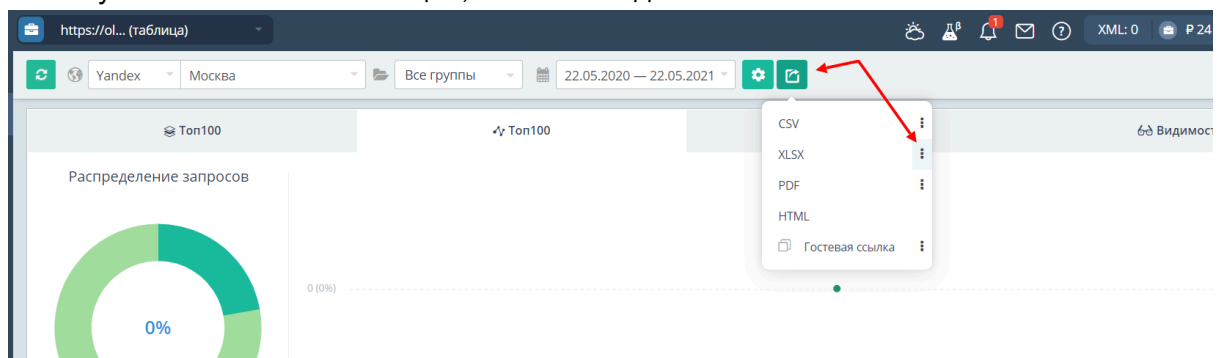 https://ol... (таблица)
β
1
XML: 0
₽ 24
Yandex
Москва
Все группы
22.05.2020 — 22.05.2021
Топ100
Топ100
CSV
XLSX
PDF
HTML
Гостевая ссылка
Распределение запросов
0 (0%)
0%